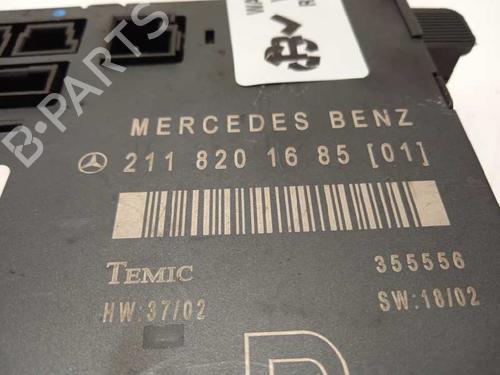 B-PARTS
MERCEDES BENZ
211 820 16 85 [01]
TEMIC 355556
HW:37/02 SW:18/02